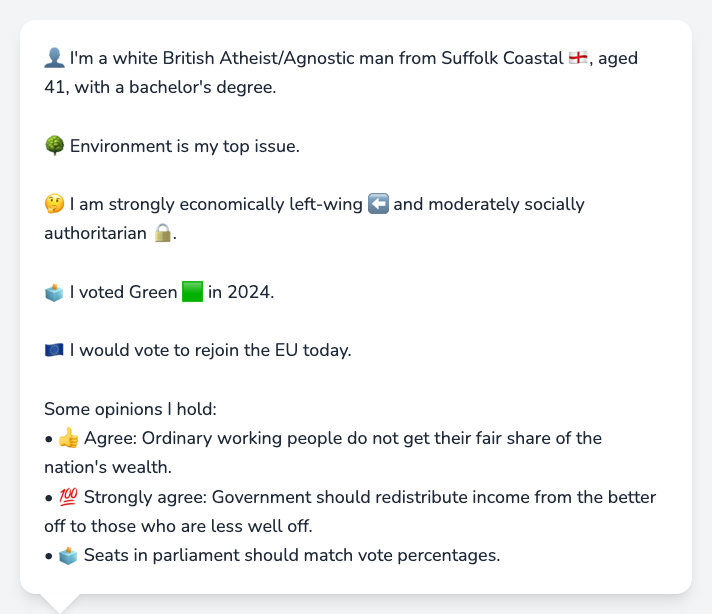 👤 I'm a white British Atheist/Agnostic man from Suffolk Coastal 🏴󠁧󠁢󠁥󠁮󠁧󠁿, aged
41, with a bachelor's degree.
🌳 Environment is my top issue.
🤔 I am strongly economically left-wing ⬅️ and moderately socially
authoritarian 🔒.
🗳️ I voted Green 🟩 in 2024.
🇪🇺 I would vote to rejoin the EU today.
Some opinions I hold:
• 👍 Agree: Ordinary working people do not get their fair share of the
nation's wealth.
• 💯 Strongly agree: Government should redistribute income from the better
off to those who are less well off.
• 🗳️ Seats in parliament should match vote percentages.